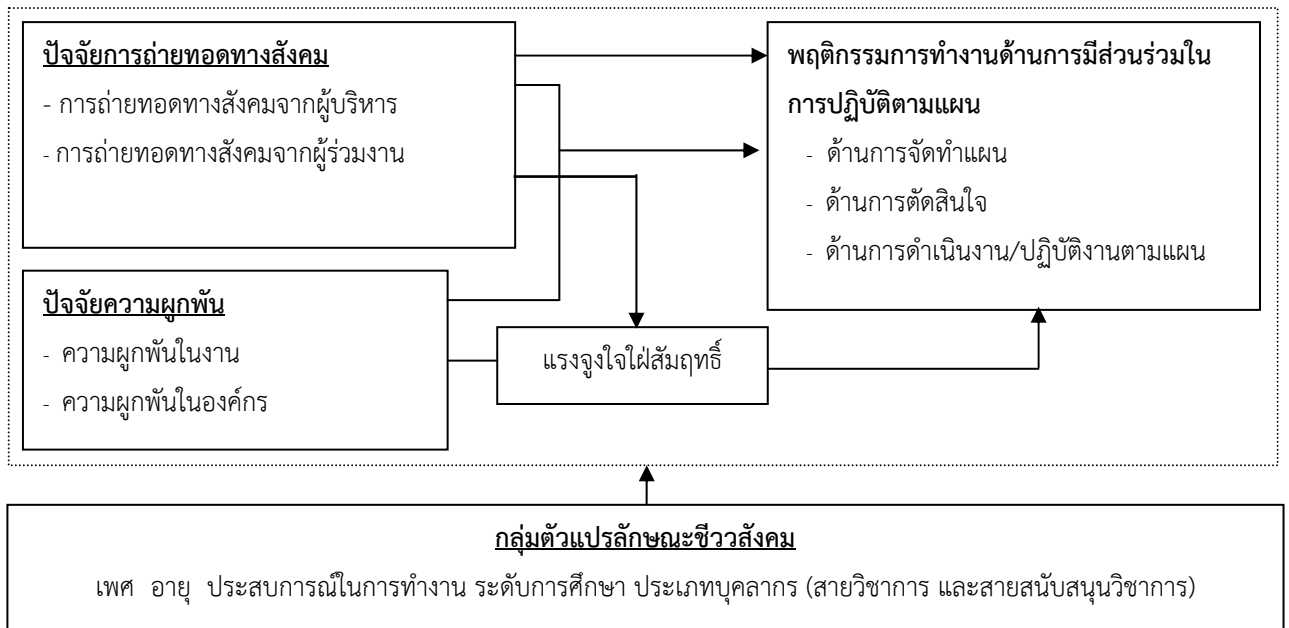 ปัจจัยการถ่ายทอดทางสังคม
- การถ่ายทอดทางสังคมจากผู้บริหาร
- การถ่ายทอดทางสังคมจากผู้ร่วมงาน
พฤติกรรมการทำงานด้านการมีส่วนร่วมใน
การปฏิบัติตามแผน
- ด้านการจัดทำแผน
- ด้านการตัดสินใจ
- ด้านการดำเนินงาน/ปฏิบัติงานตามแผน
ปัจจัยความผูกพัน
- ความผูกพันในงาน
- ความผูกพันในองค์กร
แรงจูงใจใฝ่สัมฤทธิ์
กลุ่มตัวแปรลักษณะชีววสังคม
เพศ อายุ ประสบการณ์ในการทำงาน ระดับการศึกษา ประเภทบุคลากร (สายวิชาการ และสายสนับสนุนวิชาการ)